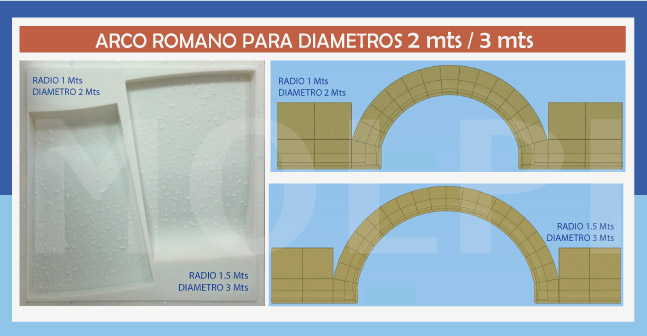 ARCO ROMANO PARA DIAMETROS 2 mts / 3 mts
RADIO 1 Mts
DIAMETRO 2 Mts
RADIO 1.5 Mts
DIAMETRO 3 Mts
RADIO 1 Mts
DIAMETRO 2 Mts
RADIO 1.5 Mts
DIAMETRO 3 Mts
MOLPI